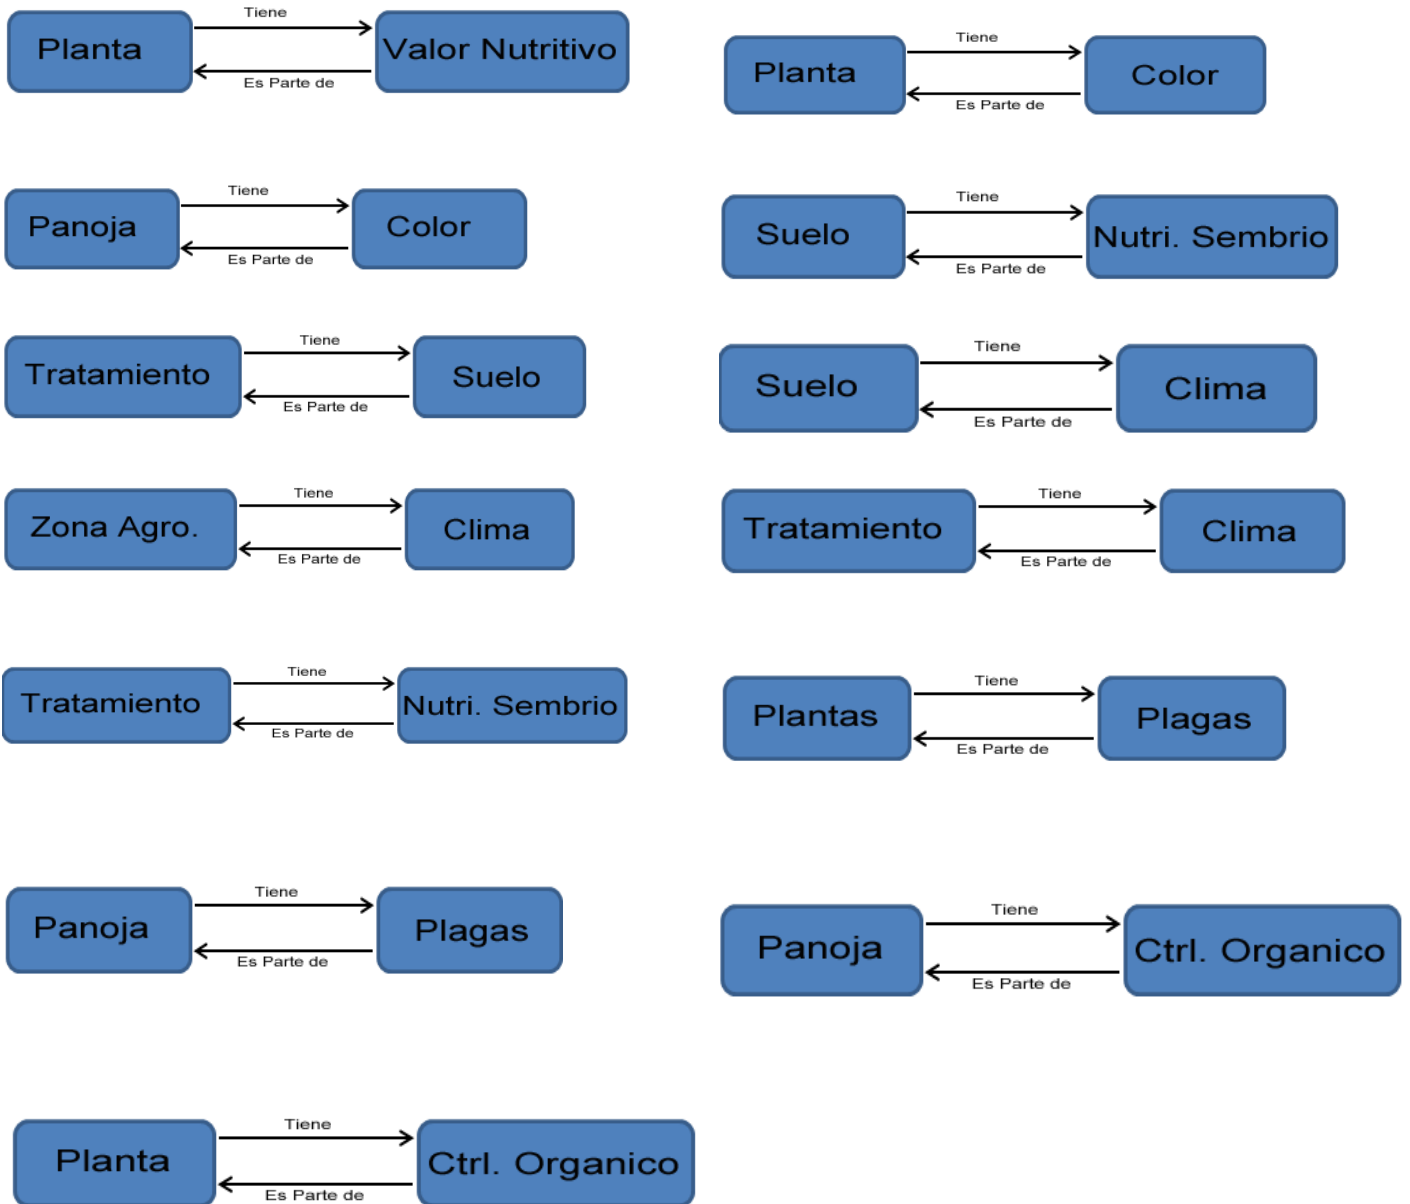 Tiene
Planta
Valor Nutritivo
Es Parte de
Tiene
Planta
Color
Es Parte de
Tiene
Panoja
Color
Es Parte de
Tiene
Suelo
Nutri. Sembrio
Es Parte de
Tiene
Tratamiento
Suelo
Es Parte de
Tiene
Suelo
Clima
Es Parte de
Tiene
Zona Agro.
Clima
Es Parte de
Tiene
Tratamiento
Clima
Es Parte de
Tiene
Tratamiento
Nutri. Sembrio
Es Parte de
Tiene
Plantas
Plagas
Es Parte de
Tiene
Panoja
Plagas
Es Parte de
Tiene
Panoja
Ctrl. Organico
Es Parte de
Tiene
Planta
Ctrl. Organico
Es Parte de